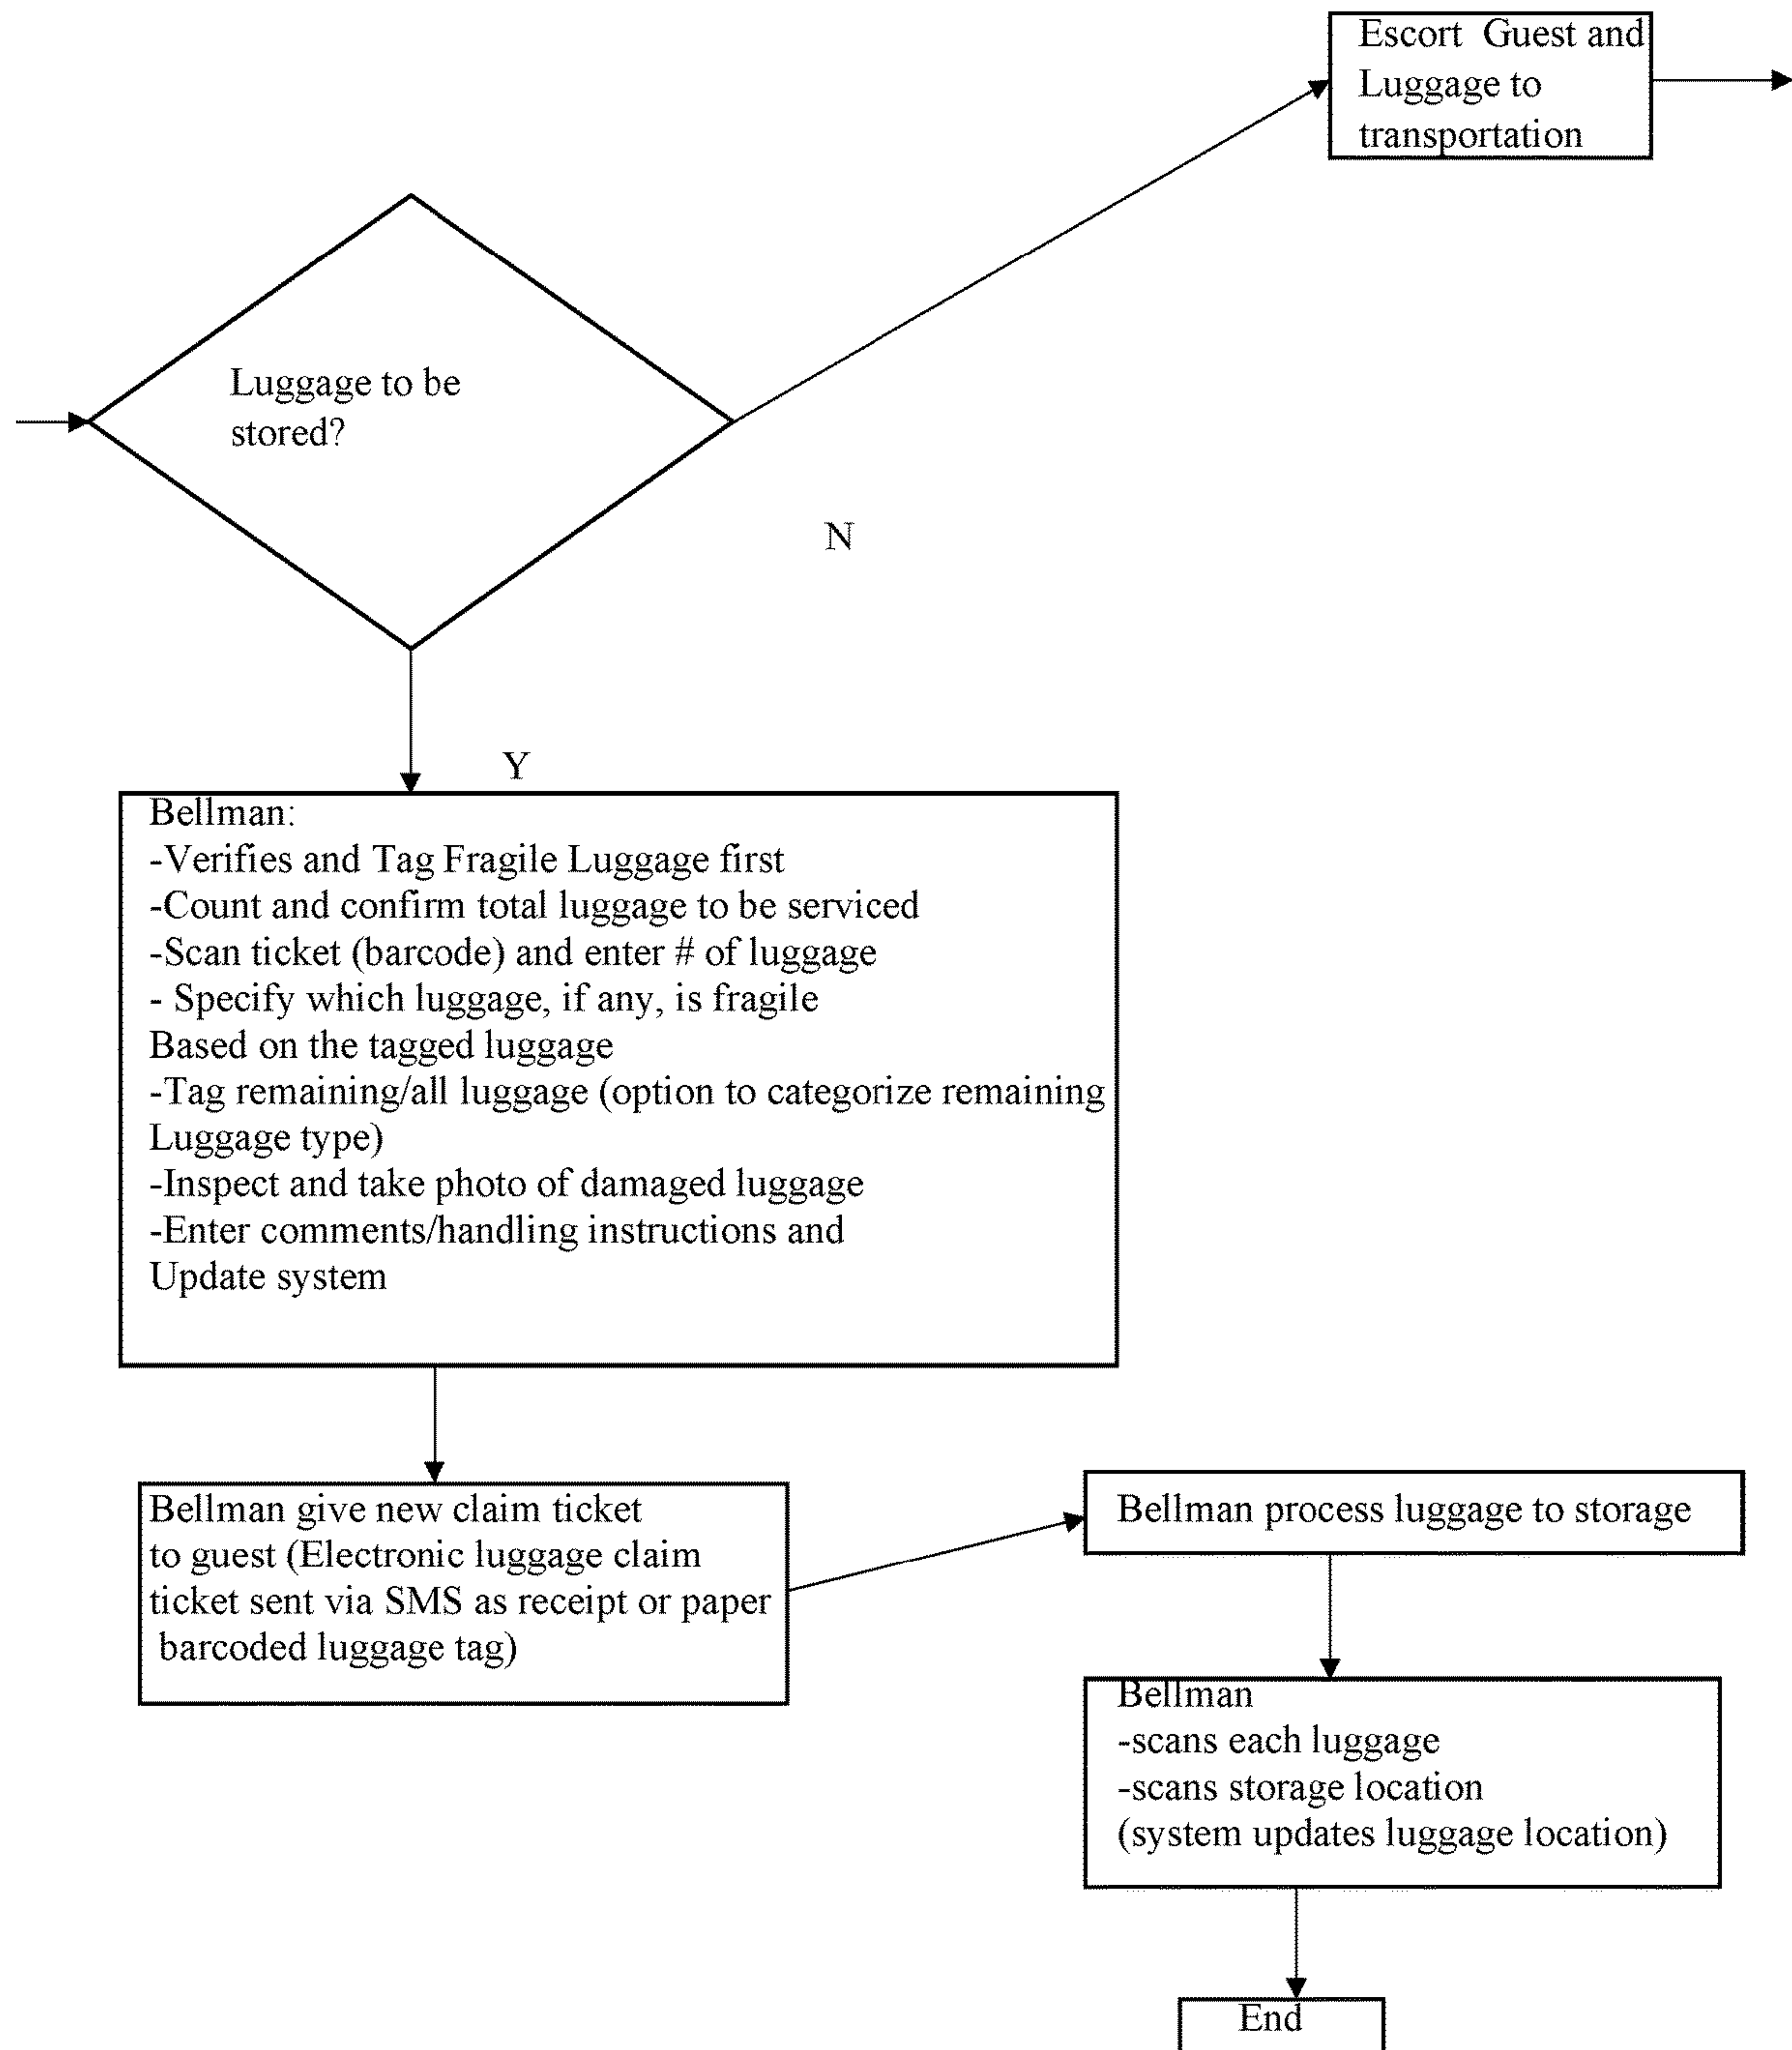 Escort Guest and
Luggage to
transportation
Luggage to be
stored?
N
Y
Bellman:
-Verifies and Tag Fragile Luggage first
-Count and confirm total luggage to be serviced
-Scan ticket (barcode) and enter # of luggage
- Specify which luggage, if any, is fragile
Based on the tagged luggage
-Tag remaining/all luggage (option to categorize remaining
Luggage type)
-Inspect and take photo of damaged luggage
-Enter comments/handling instructions and
Update system
Bellman give new claim ticket
to guest (Electronic luggage claim
ticket sent via SMS as receipt or paper
barcoded luggage tag)
Bellman process luggage to storage
Bellman
-scans each luggage
-scans storage location
(system updates luggage location)
End